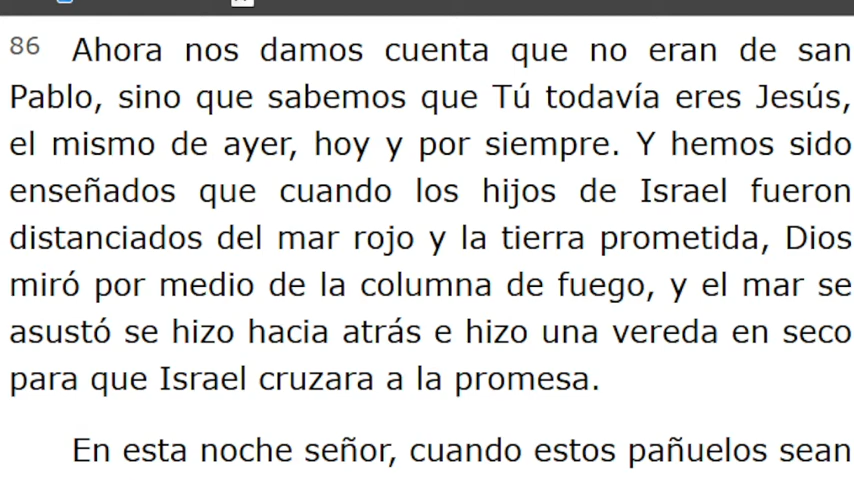 86 Ahora nos damos cuenta que no eran de san
Pablo, sino que sabemos que Tú todavía eres Jesús,
el mismo de ayer, hoy y por siempre. Y hemos sido
enseñados que cuando los hijos de Israel fueron
distanciados del mar rojo y la tierra prometida, Dios
miró por medio de la columna de fuego, y el mar se
asustó se hizo hacia atrás e hizo una vereda en seco
para que Israel cruzara a la promesa.
En esta noche señor, cuando estos pañuelos sean